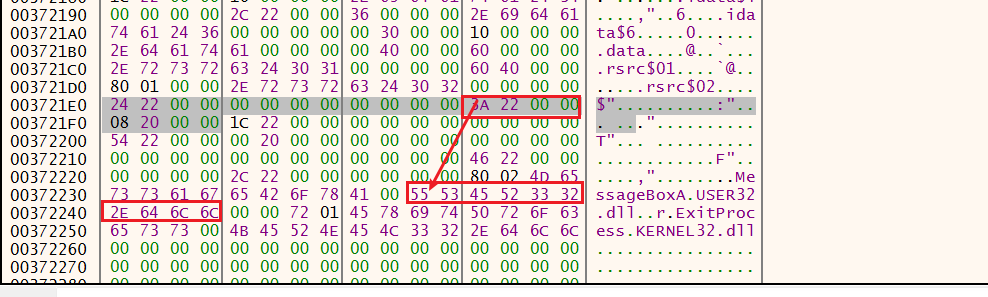 00372190 00 00 00 00 2C 22 00 00 36 00 00 00 2E 69 64 61 ....,"..6....ida
003721A0 74 61 24 36 00 00 00 00 00 30 00 00 10 00 00 00 ta$6.....0......
003721B0 2E 64 61 74 61 00 00 00 00 40 00 00 60 00 00 00 .data....@..`...
003721C0 2E 72 73 72 63 24 30 31 00 00 00 00 60 40 00 00 .rsrc$01....`@..
003721D0 80 01 00 00 2E 72 73 72 63 24 30 32 00 00 00 00 .....rsrc$02....
003721E0 24 22 00 00 00 00 00 00 00 00 00 00 3A 22 00 00 $"..........:"..
003721F0 08 20 00 00 1C 22 00 00 00 00 00 00 00 00 00 00 . ..."..........
00372200 54 22 00 00 00 20 00 00 00 00 00 00 00 00 00 00 T"... ..........
00372210 00 00 00 00 00 00 00 00 00 00 00 00 46 22 00 00 ............F"..
00372220 00 00 00 00 2C 22 00 00 00 00 00 00 80 02 4D 65 ....,"........Me
00372230 73 73 61 67 65 42 6F 78 41 00 55 53 45 52 33 32 ssageBoxA.USER32
00372240 2E 64 6C 6C 00 00 72 01 45 78 69 74 50 72 6F 63 .dll..r.ExitProc
00372250 65 73 73 00 4B 45 52 4E 45 4C 33 32 2E 64 6C 6C ess.KERNEL32.dll
00372260 00 00 00 00 00 00 00 00 00 00 00 00 00 00 00 00 ................
00372270 00 00 00 00 00 00 00 00 00 00 00 00 00 00 00 00 ................